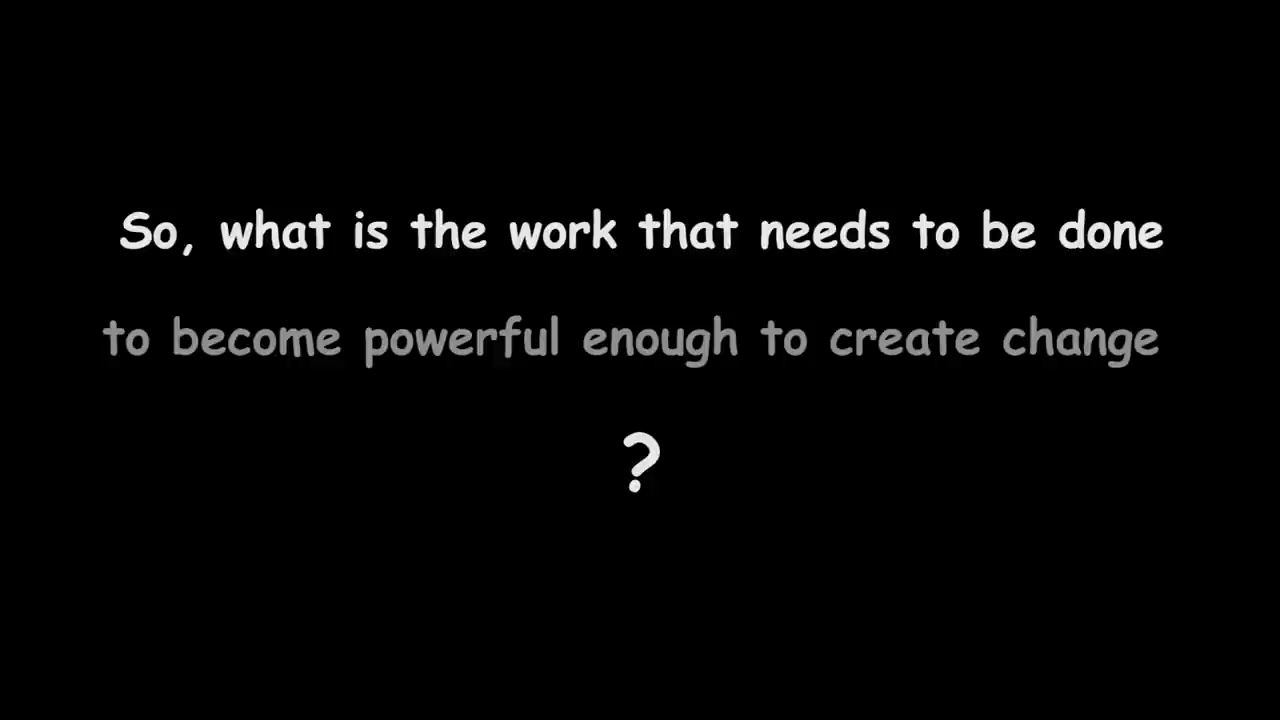 So, what is the work that needs to be done
to become powerful enough to create change
?